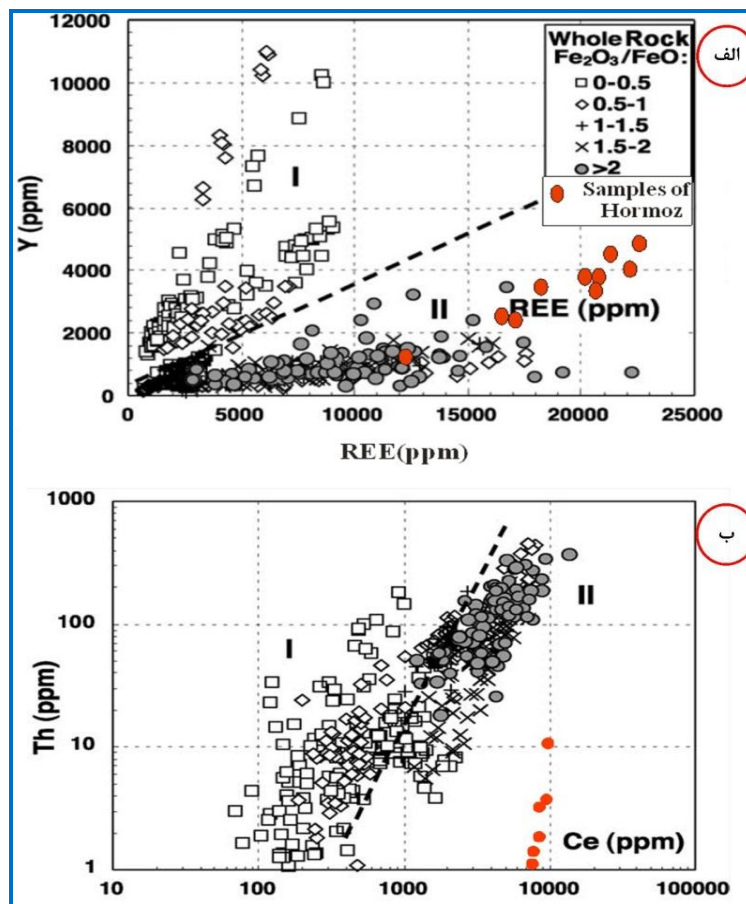 الف
12000
10000
8000
6000
4000
2000
0
Y (ppm)
Whole Rock
Fe₂O₃/FeO:
0-0.5
0.5-1
1-1.5
1.5-2
>2
Samples of
Hormoz
I
II
REE (ppm)
0 5000 10000 15000 20000 25000
REE(ppm)
ب
1000
100
10
1
Th (ppm)
I
II
Ce (ppm)
10 100 1000 10000 100000